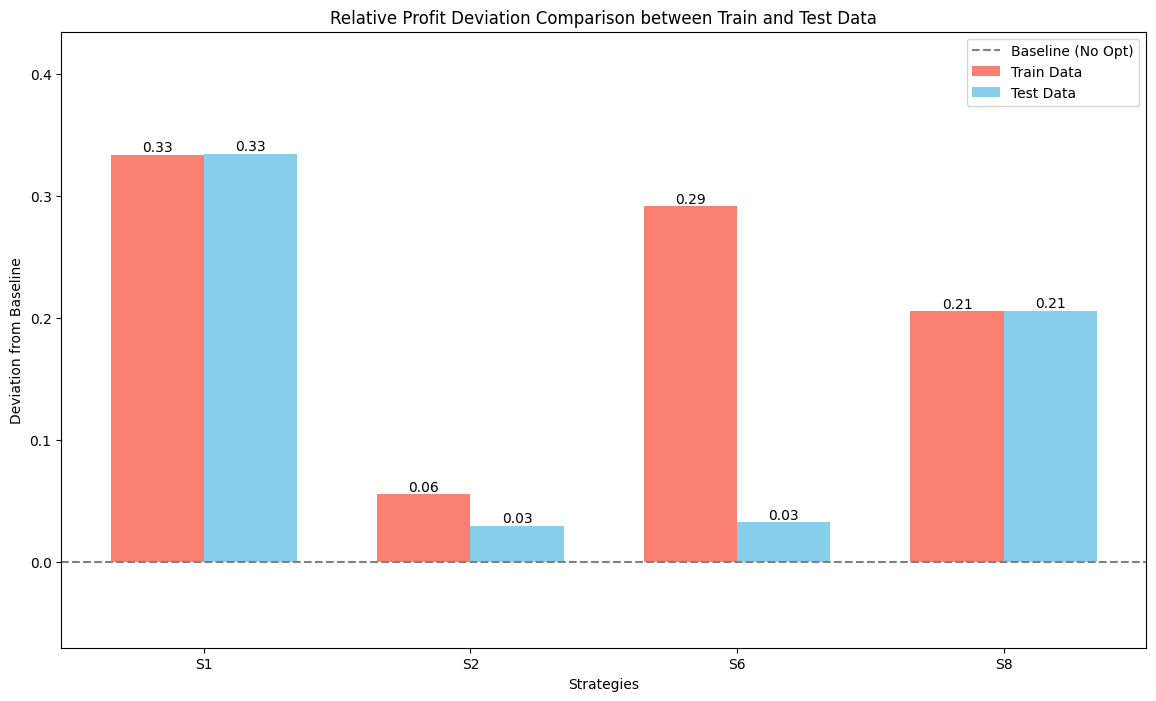 Relative Profit Deviation Comparison between Train and Test Data
Baseline (No Opt)
Train Data
Test Data
Deviation from Baseline
0.4
0.3
0.2
0.1
0.0
0.33
0.33
0.06
0.03
0.29
0.03
0.21
0.21
S1
S2
S6
S8
Strategies